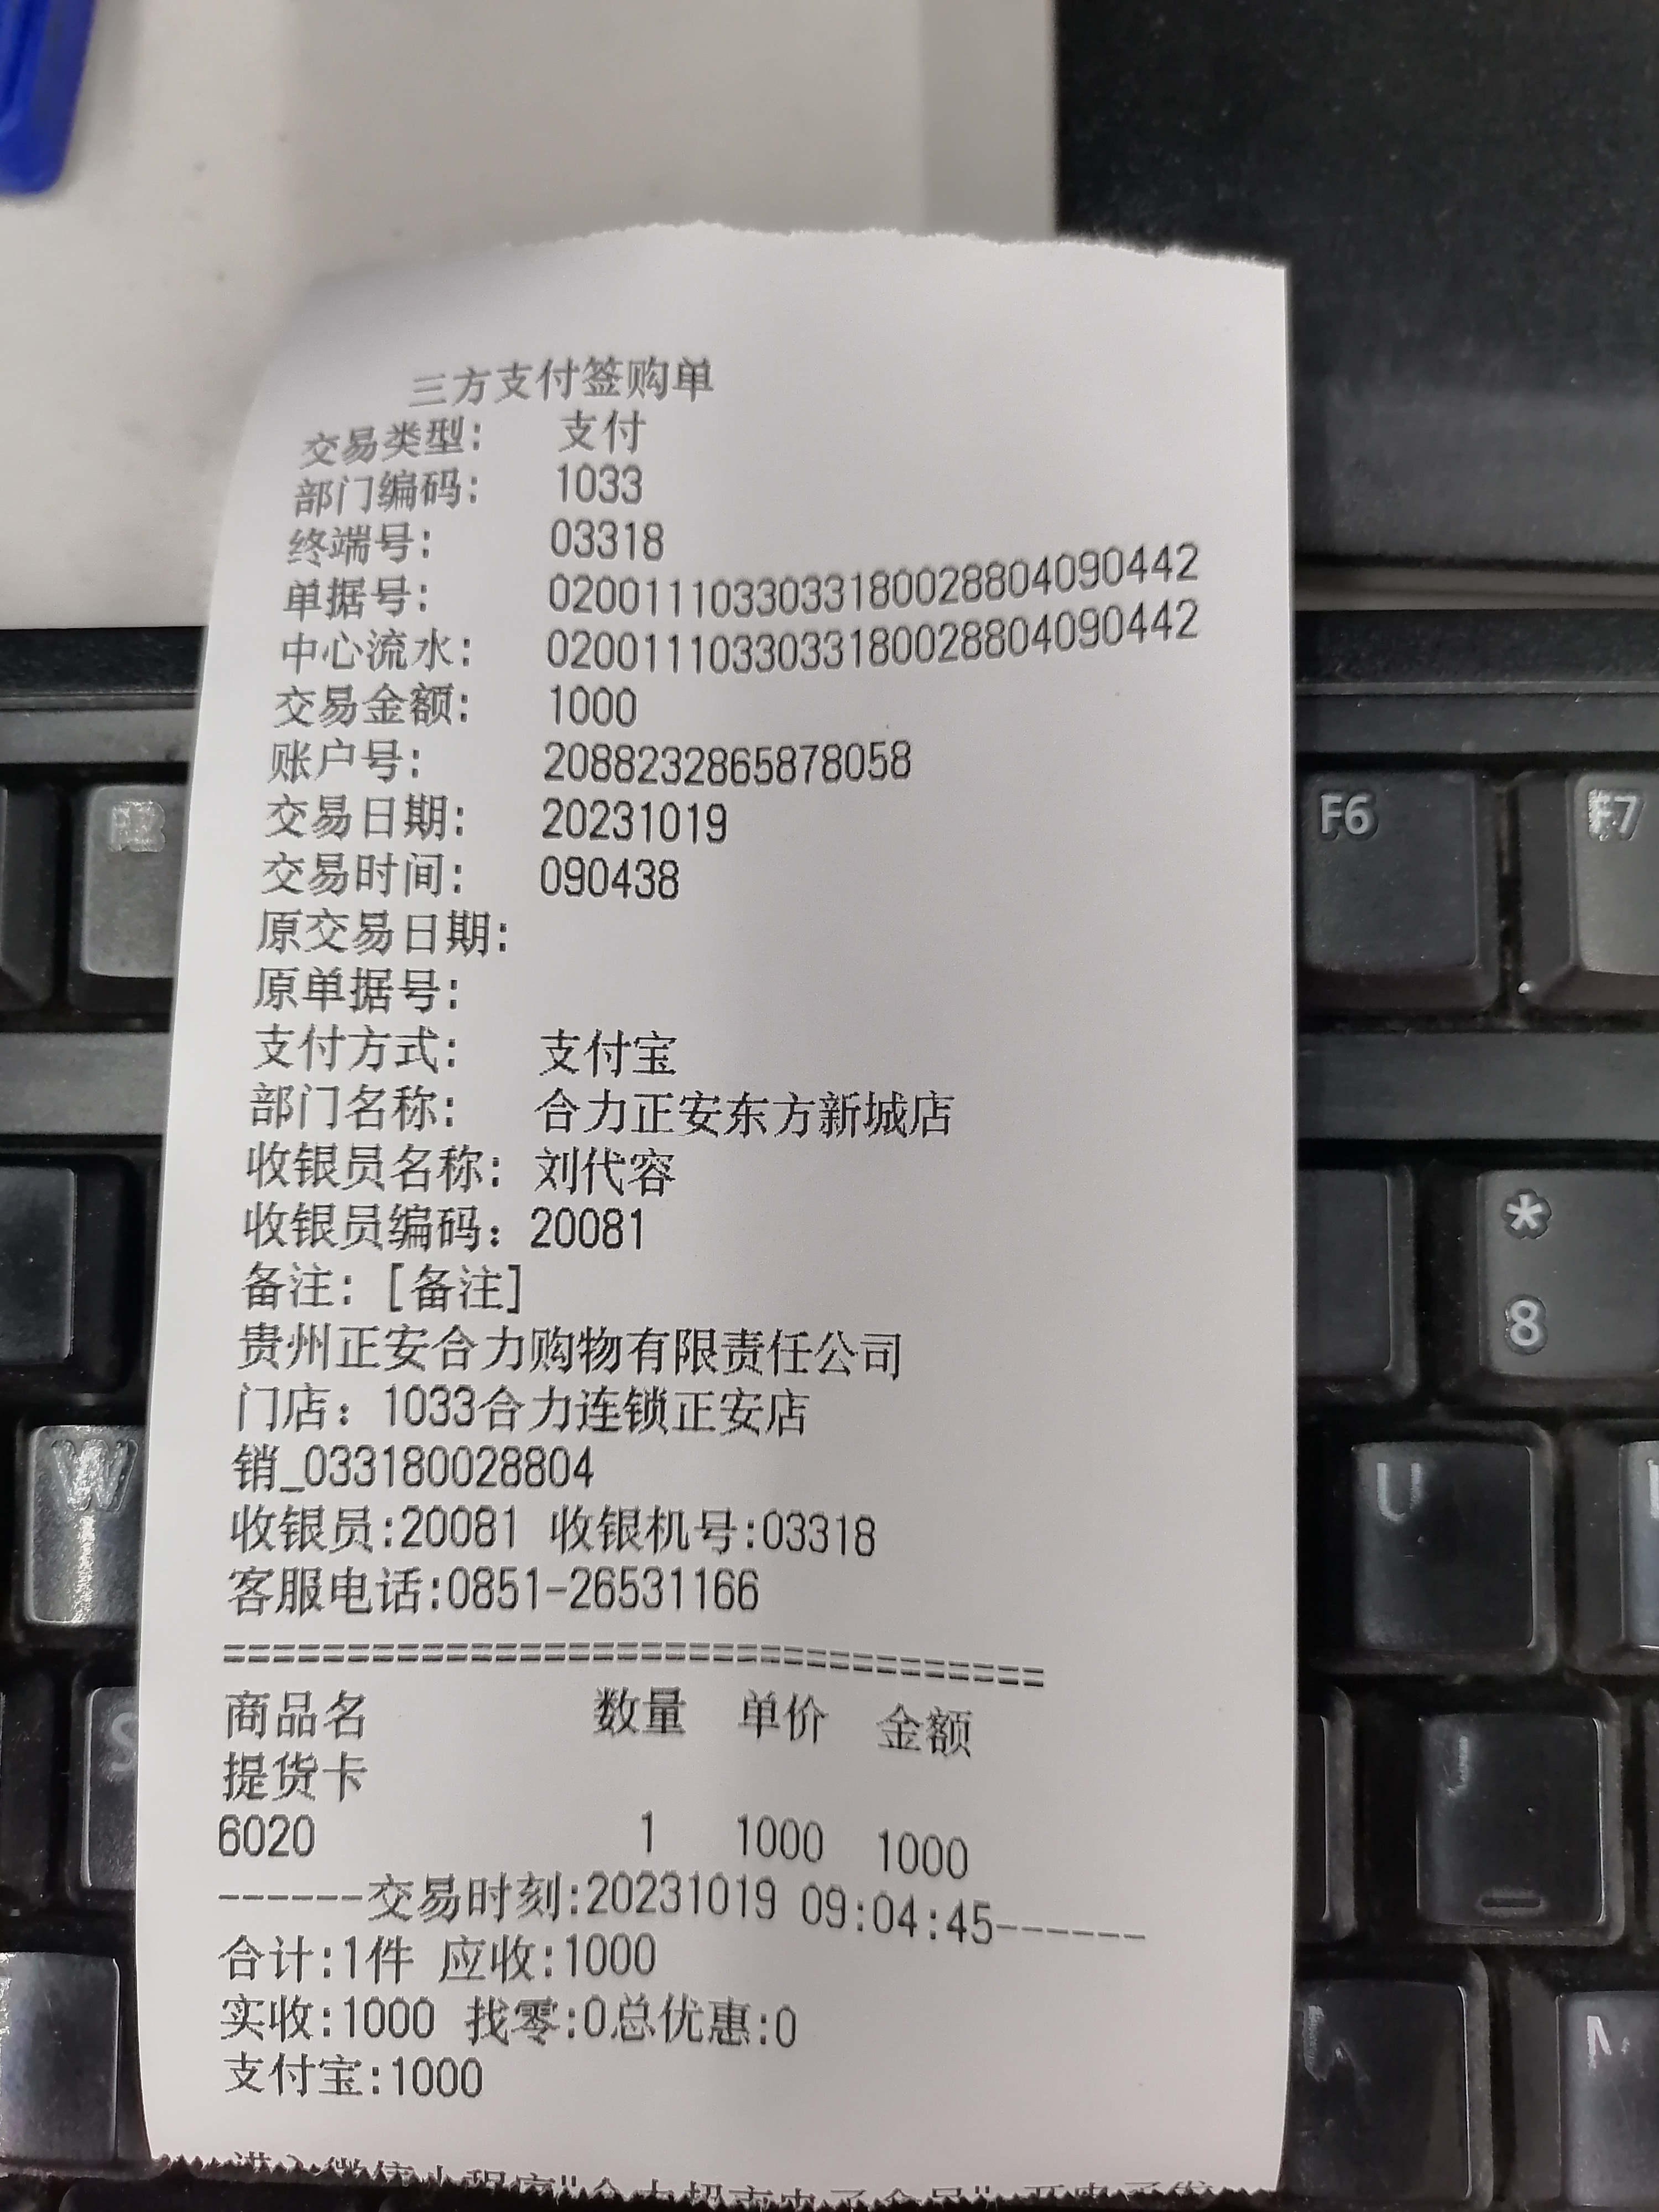 三方支付签购单
交易类型: 支付
部门编码: 1033
终端号: 03318
单据号: 0200111033033180028804090442
中心流水: 0200111033033180028804090442
交易金额: 1000
账户号: 2088232865878058
交易日期: 20231019
交易时间: 090438
原交易日期:
原单据号:
支付方式: 支付宝
部门名称: 合力正安东方新城店
收银员名称: 刘代容
收银员编码: 20081
备注: [备注]
贵州正安合力购物有限责任公司
门店: 1033合力连锁正安店
销_033180028804
收银员:20081 收银机号:03318
客服电话:0851-26531166
==================================
商品名 数量 单价 金额
提货卡
6020 1 1000 1000
------交易时刻:20231019 09:04:45------
合计:1件 应收:1000
实收:1000 找零:0总优惠:0
支付宝:1000
F6
F7
*
8
W
U
S
J